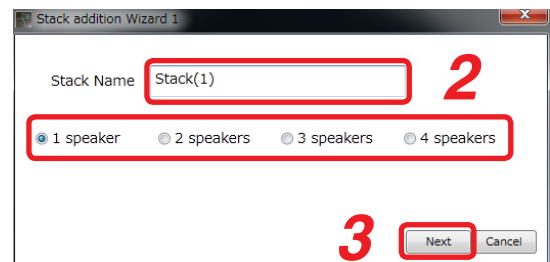 Stack addition Wizard 1
Stack Name Stack(1) 2
1 speaker 2 speakers 3 speakers 4 speakers
3 Next Cancel